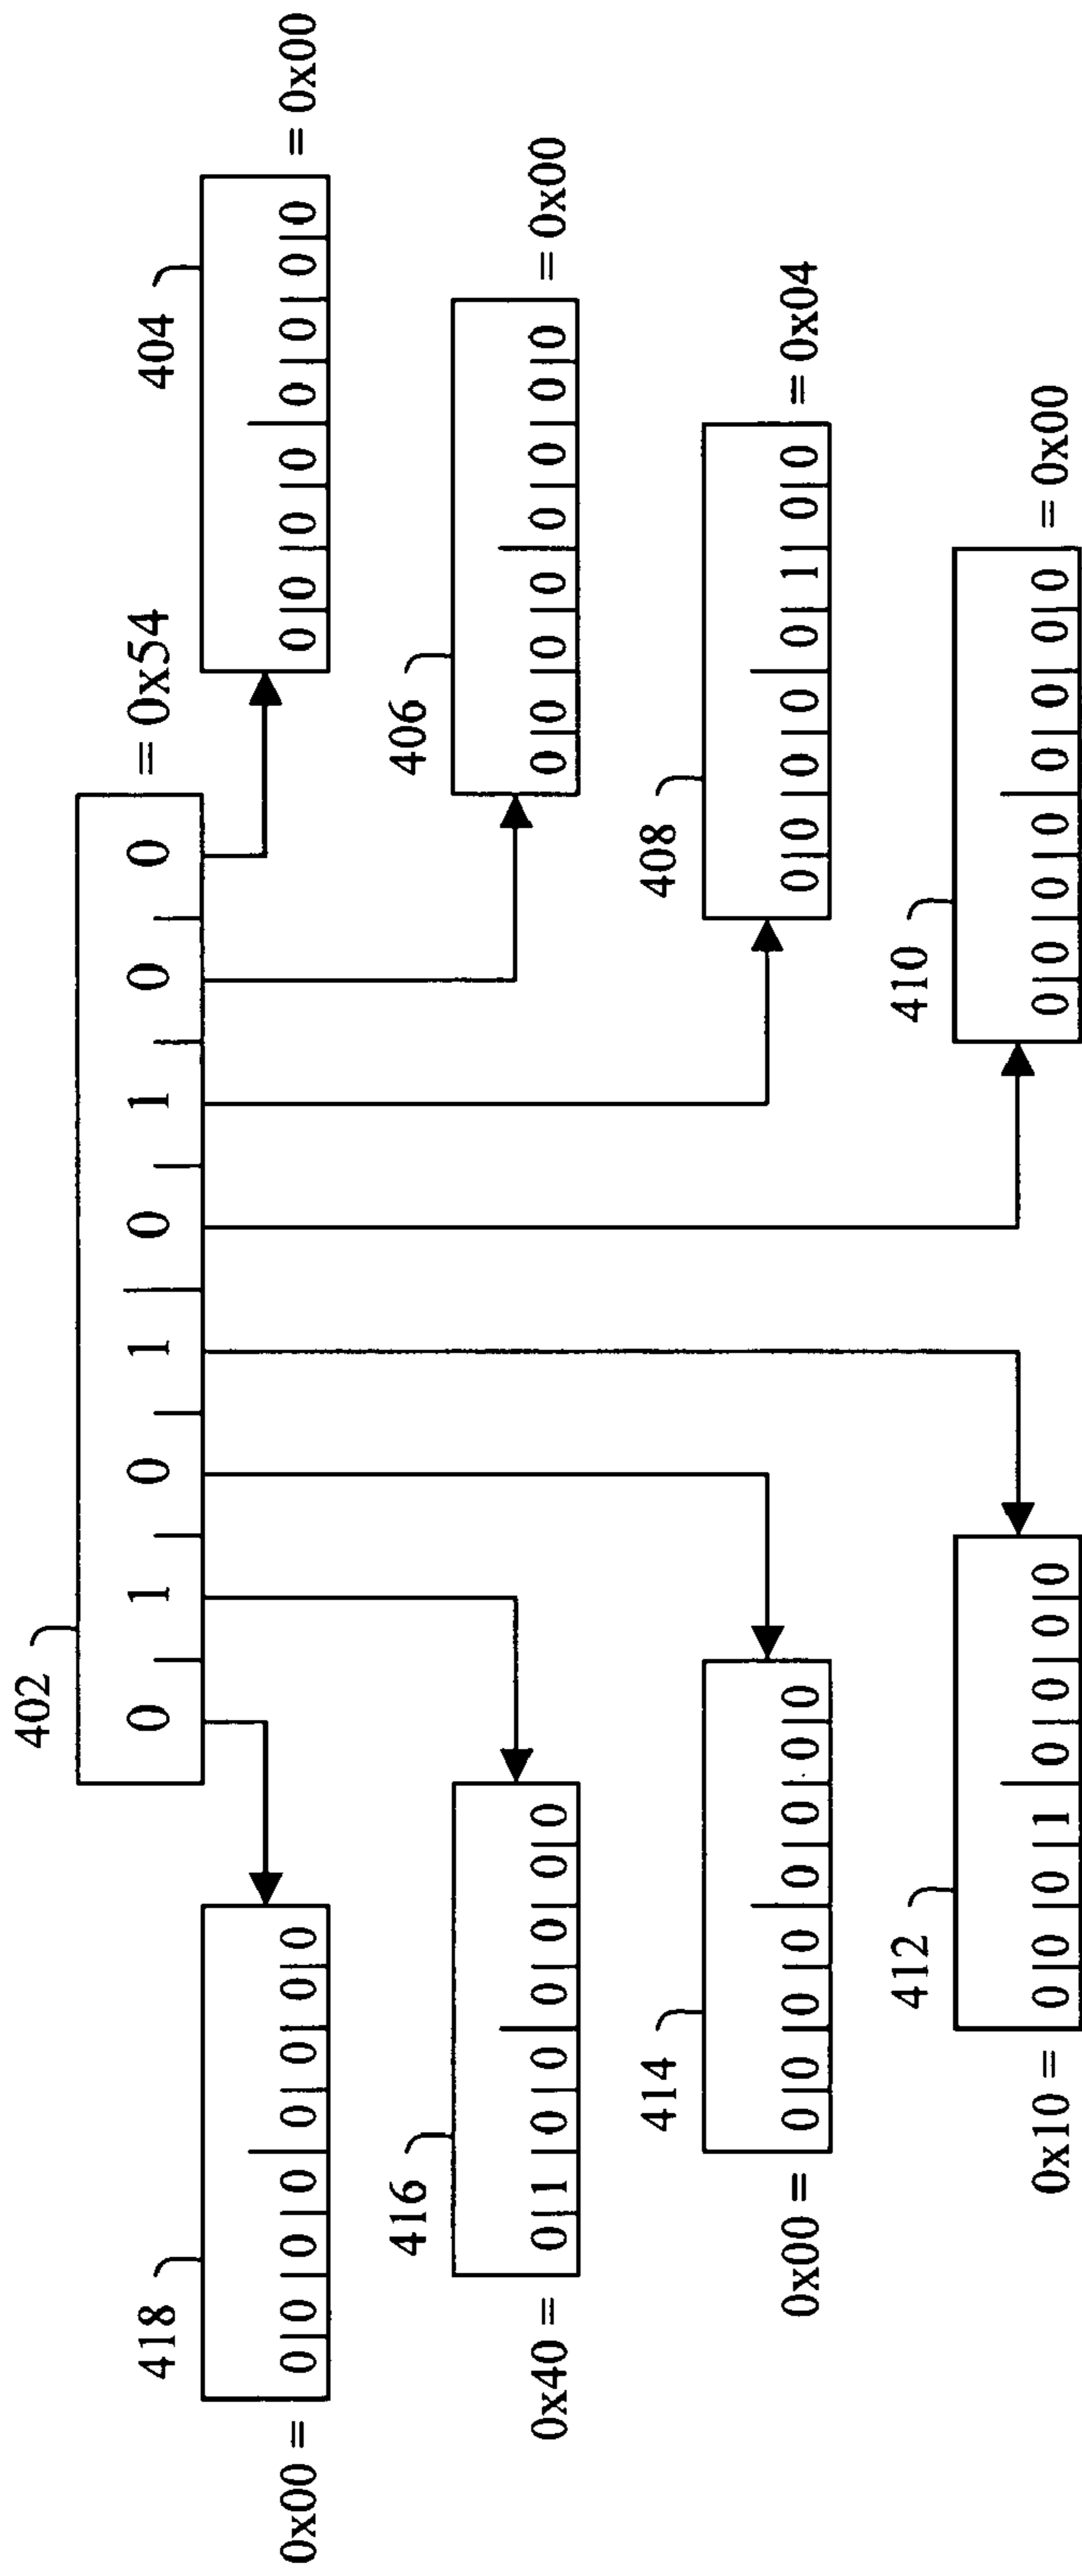 402
0 1 0 1 0 1 0 0 = 0x54
418
404
0x00 = 0 0 0 0 0 0 0 0
0 0 0 0 0 0 0 0 = 0x00
416
406
0x40 = 0 1 0 0 0 0 0 0
0 0 0 0 0 0 0 0 = 0x00
414
408
0x00 = 0 0 0 0 0 0 0 0
0 0 0 0 0 1 0 0 = 0x04
412
410
0x10 = 0 0 0 1 0 0 0 0
0 0 0 0 0 0 0 0 = 0x00